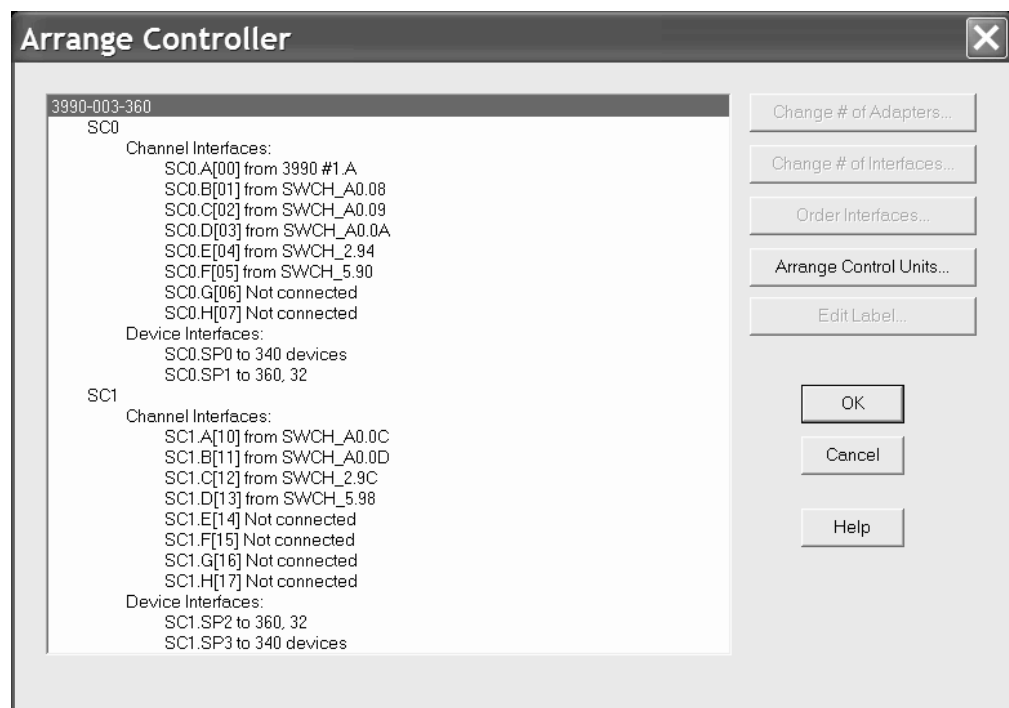 Arrange Controller
3990-003-360
SC0
Channel Interfaces:
SC0.A[00] from 3990 #1.A
SC0.B[01] from SWCH_A0.08
SC0.C[02] from SWCH_A0.09
SC0.D[03] from SWCH_A0.0A
SC0.E[04] from SWCH_2.94
SC0.F[05] from SWCH_5.90
SC0.G[06] Not connected
SC0.H[07] Not connected
Device Interfaces:
SC0.SP0 to 340 devices
SC0.SP1 to 360, 32
SC1
Channel Interfaces:
SC1.A[10] from SWCH_A0.0C
SC1.B[11] from SWCH_A0.0D
SC1.C[12] from SWCH_2.9C
SC1.D[13] from SWCH_5.98
SC1.E[14] Not connected
SC1.F[15] Not connected
SC1.G[16] Not connected
SC1.H[17] Not connected
Device Interfaces:
SC1.SP2 to 360, 32
SC1.SP3 to 340 devices
Change # of Adapters...
Change # of Interfaces...
Order Interfaces...
Arrange Control Units...
Edit Label...
OK
Cancel
Help